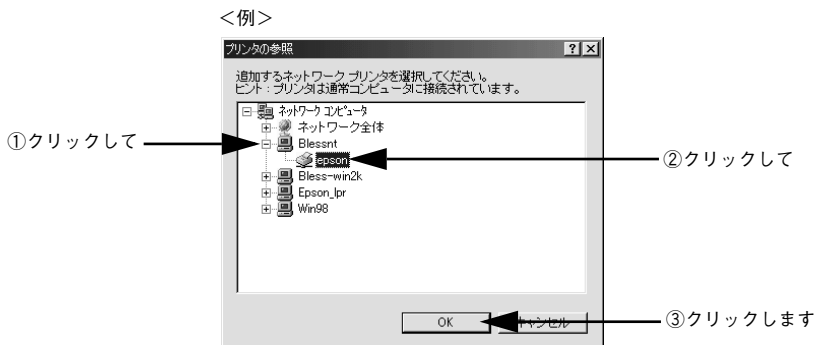 ＜例＞
プリンタの参照
追加するネットワーク プリンタを選択してください。
ヒント：プリンタは通常コンピュータに接続されています。
ネットワーク コンピュータ
ネットワーク全体
①クリックして
Blessnt
epson
②クリックして
Bless-win2k
Epson_lpr
Win98
OK
キャンセル
③クリックします